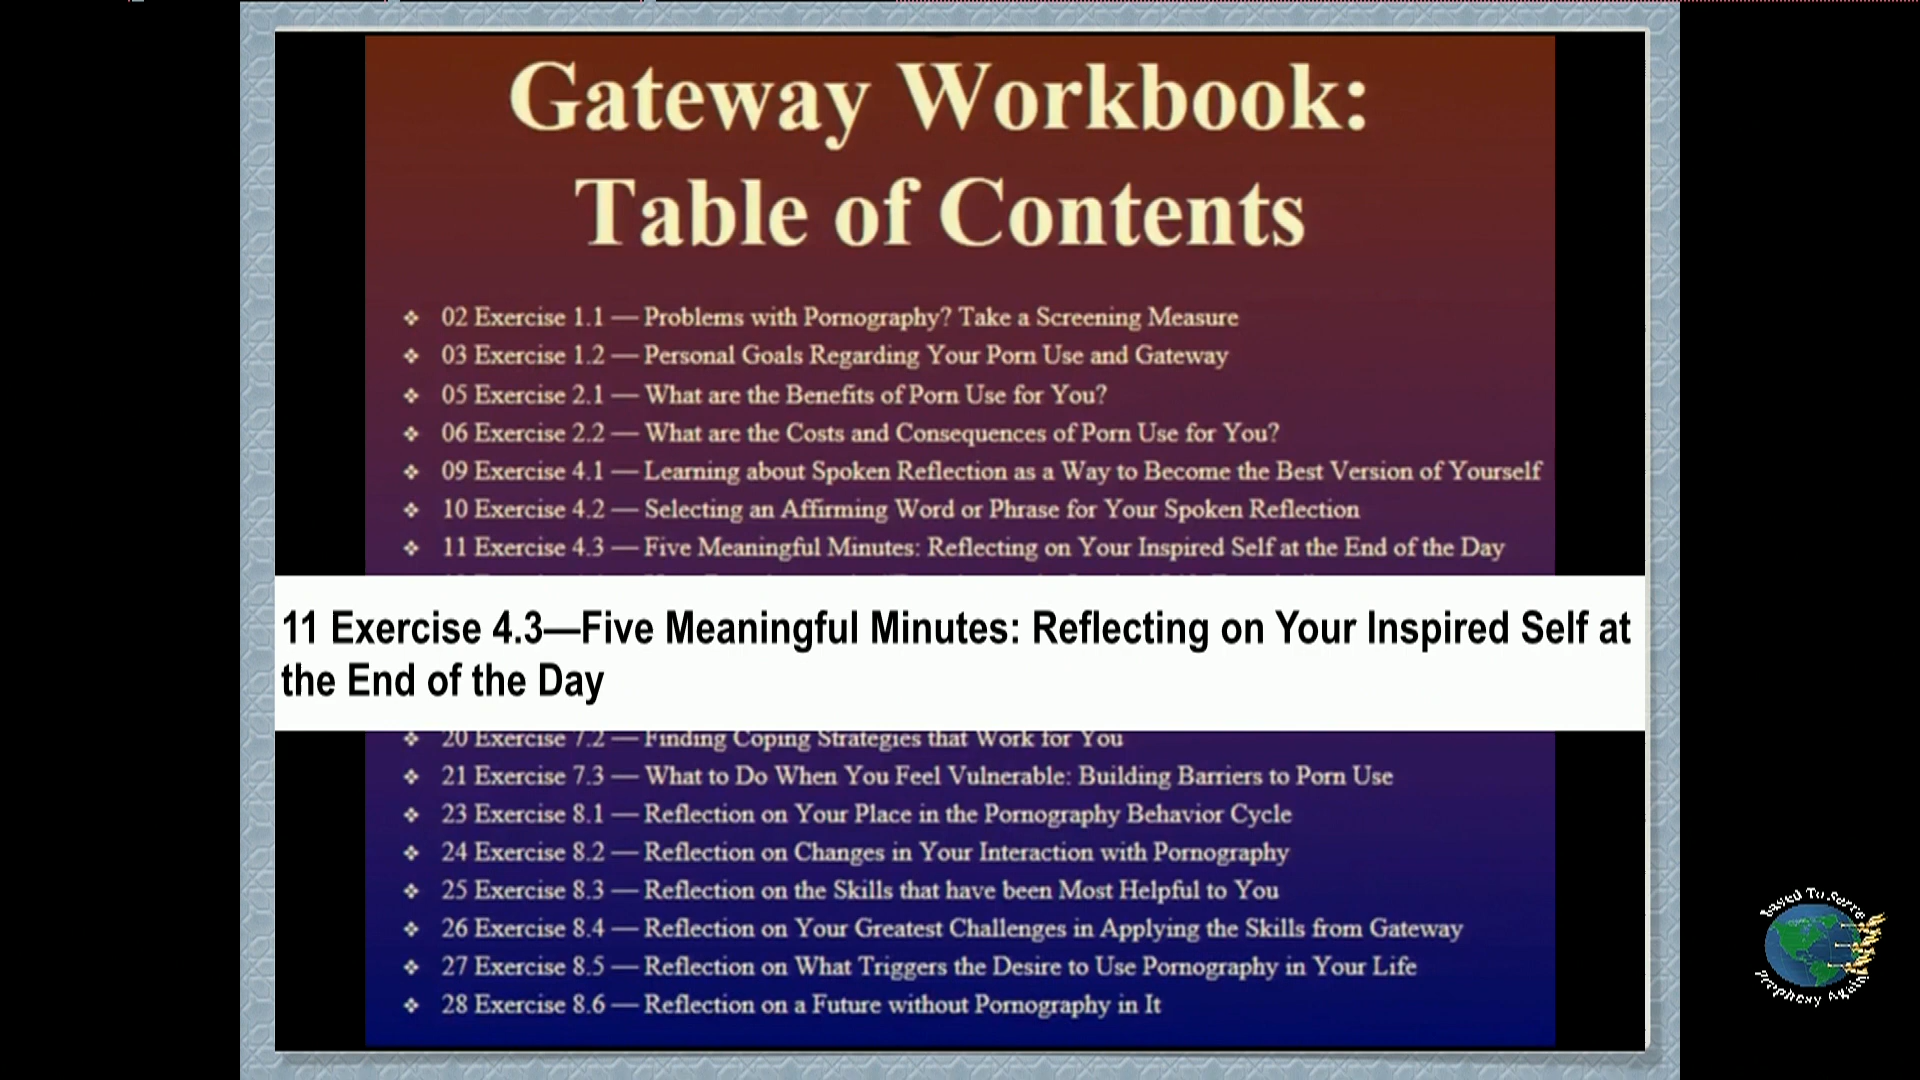 Gateway Workbook:
Table of Contents
❖ 02 Exercise 1.1 — Problems with Pornography? Take a Screening Measure
❖ 03 Exercise 1.2 — Personal Goals Regarding Your Porn Use and Gateway
❖ 05 Exercise 2.1 — What are the Benefits of Porn Use for You?
❖ 06 Exercise 2.2 — What are the Costs and Consequences of Porn Use for You?
❖ 09 Exercise 4.1 — Learning about Spoken Reflection as a Way to Become the Best Version of Yourself
❖ 10 Exercise 4.2 — Selecting an Affirming Word or Phrase for Your Spoken Reflection
❖ 11 Exercise 4.3 — Five Meaningful Minutes: Reflecting on Your Inspired Self at the End of the Day
11 Exercise 4.3—Five Meaningful Minutes: Reflecting on Your Inspired Self at
the End of the Day
❖ 20 Exercise 7.2 — Finding Coping Strategies that Work for You
❖ 21 Exercise 7.3 — What to Do When You Feel Vulnerable: Building Barriers to Porn Use
❖ 23 Exercise 8.1 — Reflection on Your Place in the Pornography Behavior Cycle
❖ 24 Exercise 8.2 — Reflection on Changes in Your Interaction with Pornography
❖ 25 Exercise 8.3 — Reflection on the Skills that have been Most Helpful to You
❖ 26 Exercise 8.4 — Reflection on Your Greatest Challenges in Applying the Skills from Gateway
❖ 27 Exercise 8.5 — Reflection on What Triggers the Desire to Use Pornography in Your Life
❖ 28 Exercise 8.6 — Reflection on a Future without Pornography in It
Prophesy Again